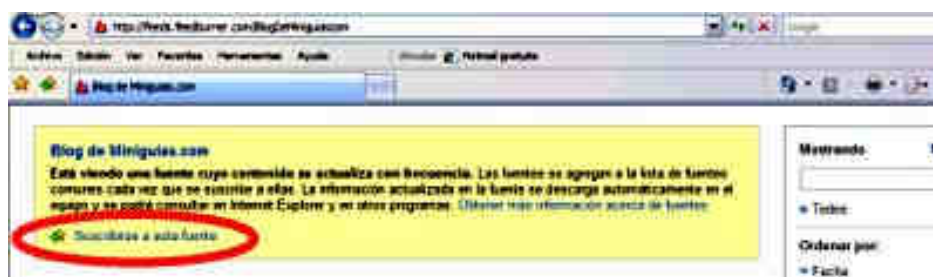 http://feeds.feedburner.com/BlogDeMiniguiascom
Archivo Edición Ver Favoritos Herramientas Ayuda Hotmail gratuito
Blog de Miniguias.com
Blog de Miniguias.com
Está viendo una fuente cuyo contenido se actualiza con frecuencia. Las fuentes se agregan a la lista de fuentes
comunes cada vez que se suscribe a ellas. La información actualizada de la fuente se descarga automáticamente en el
equipo y se podrá consultar en Internet Explorer y en otros programas. Obtener más información acerca de fuentes.
Suscribirse a esta fuente
Mostrando
Todos
Ordenar por:
Fecha